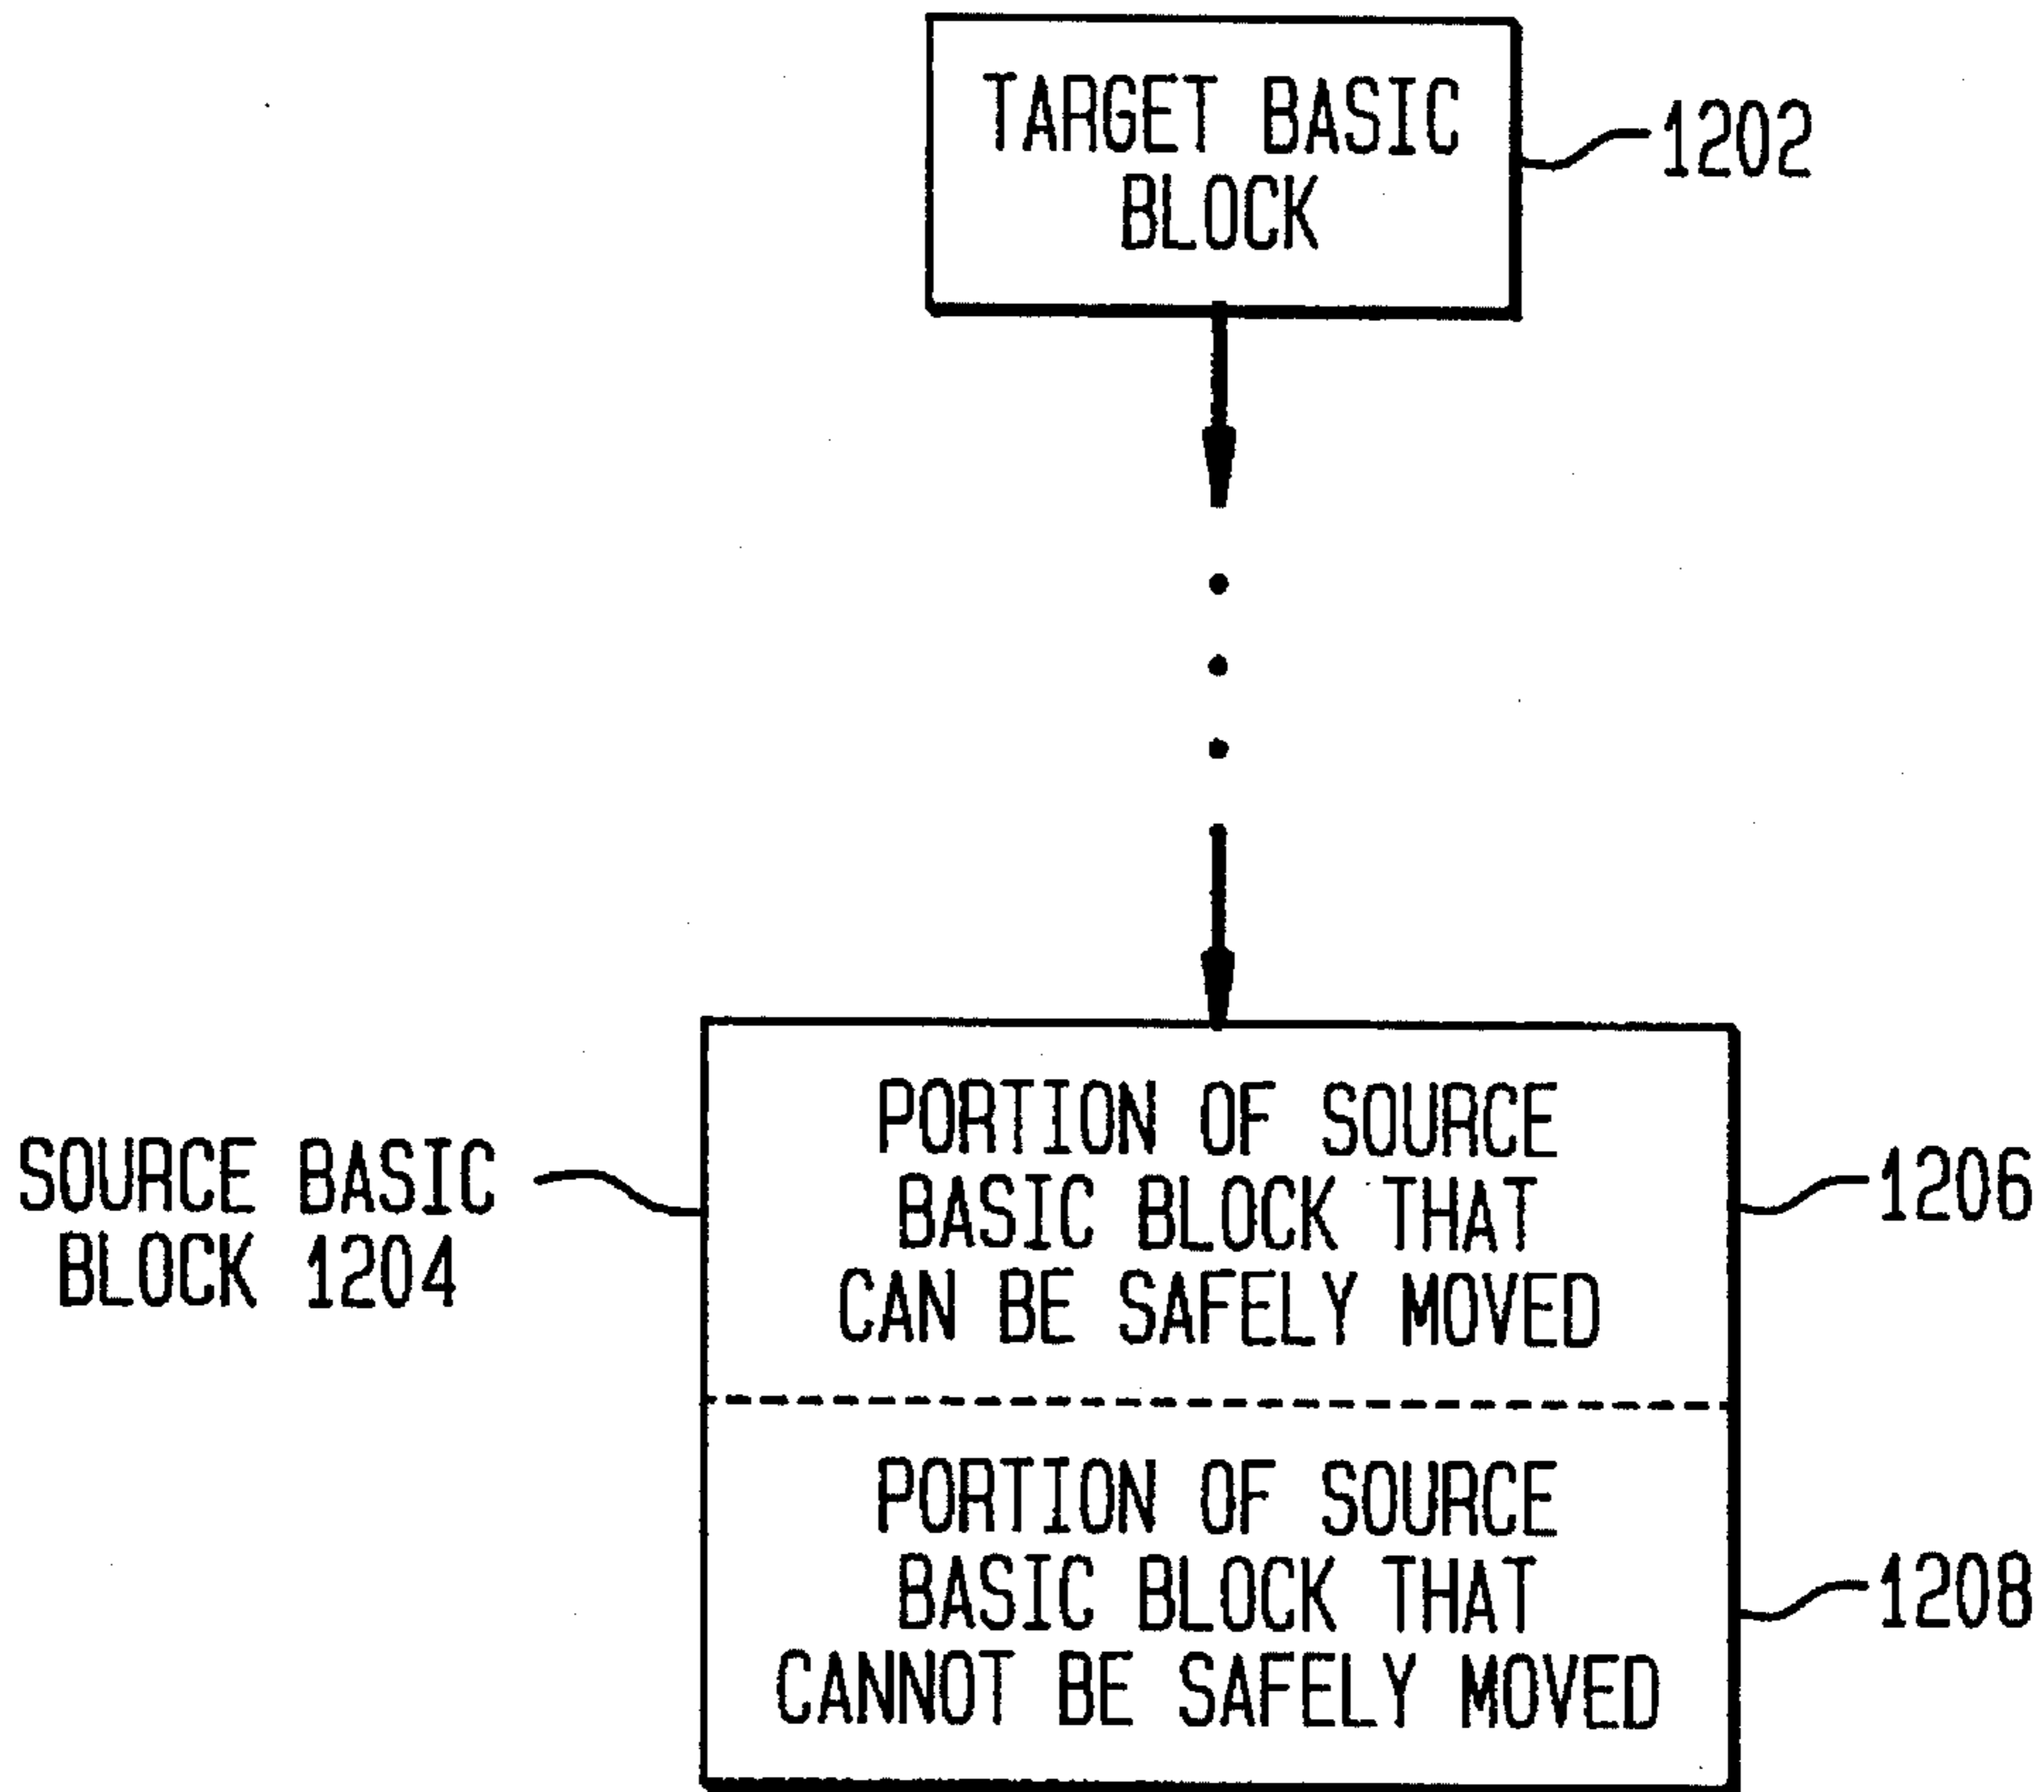 TARGET BASIC
BLOCK
1202
SOURCE BASIC
BLOCK 1204
PORTION OF SOURCE
BASIC BLOCK THAT
CAN BE SAFELY MOVED
1206
PORTION OF SOURCE
BASIC BLOCK THAT
CANNOT BE SAFELY MOVED
1208